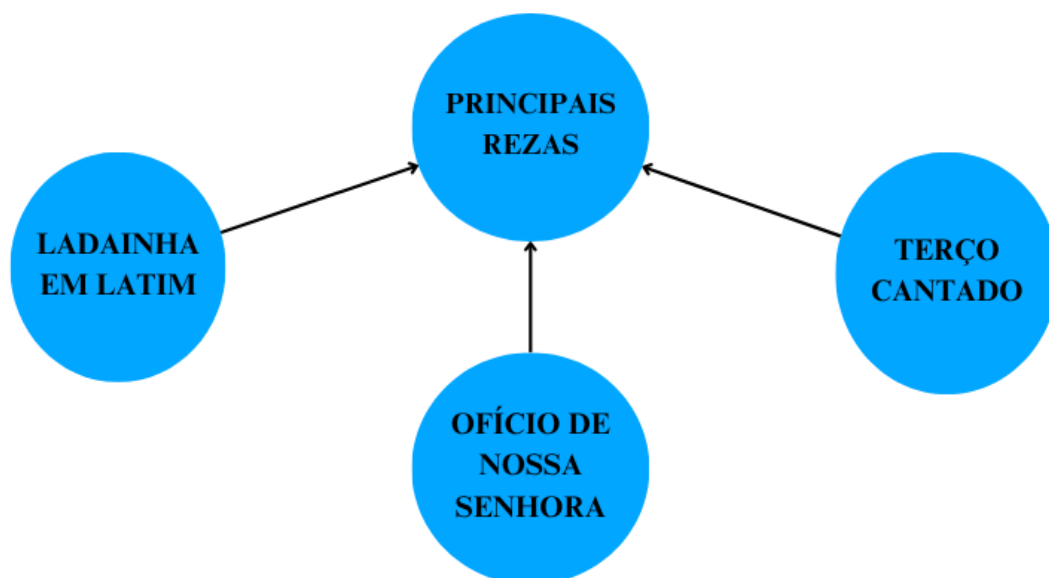 PRINCIPAIS
REZAS
LADAINHA
EM LATIM
TERÇO
CANTADO
OFÍCIO DE
NOSSA
SENHORA